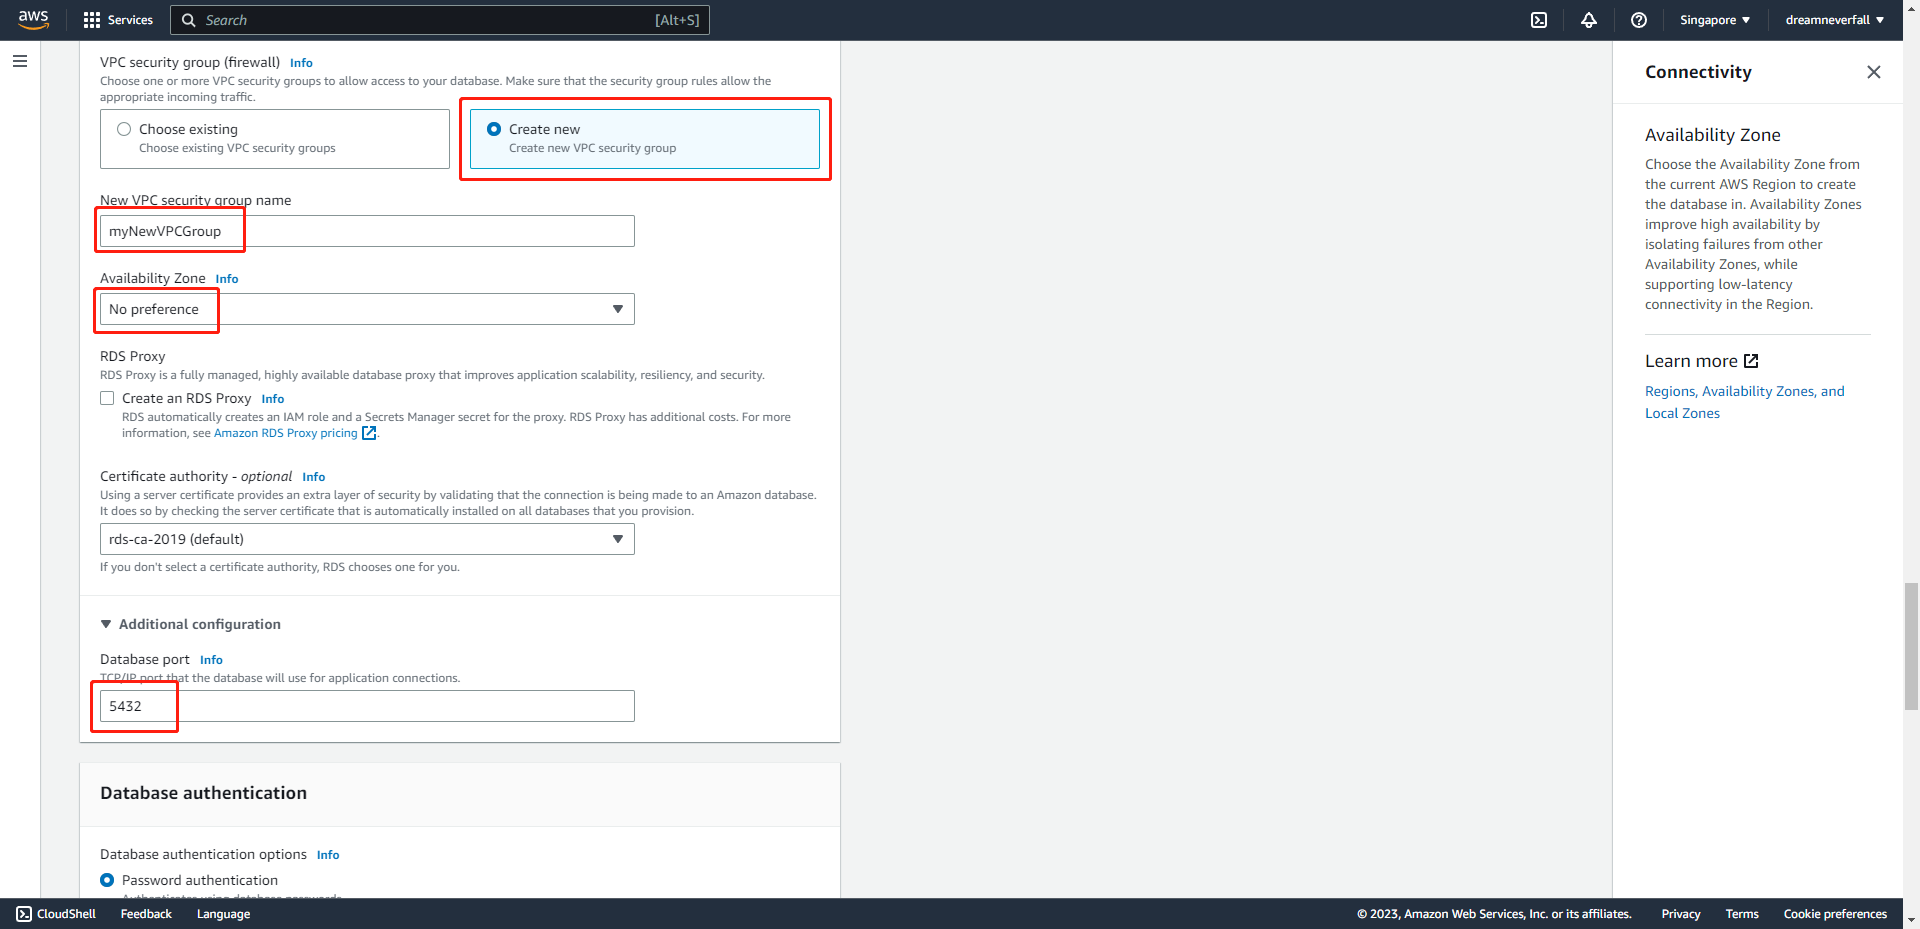 aws
Services
Search
[Alt+S]
Singapore
dreamneverfall
VPC security group (firewall) Info
Choose one or more VPC security groups to allow access to your database. Make sure that the security group rules allow the
appropriate incoming traffic.
Choose existing
Choose existing VPC security groups
Create new
Create new VPC security group
New VPC security group name
myNewVPCGroup
Availability Zone Info
No preference
RDS Proxy
RDS Proxy is a fully managed, highly available database proxy that improves application scalability, resiliency, and security.
Create an RDS Proxy Info
RDS automatically creates an IAM role and a Secrets Manager secret for the proxy. RDS Proxy has additional costs. For more
information, see Amazon RDS Proxy pricing.
Certificate authority - optional Info
Using a server certificate provides an extra layer of security by validating that the connection is being made to an Amazon database.
It does so by checking the server certificate that is automatically installed on all databases that you provision.
rds-ca-2019 (default)
If you don't select a certificate authority, RDS chooses one for you.
Additional configuration
Database port Info
TCP/IP port that the database will use for application connections.
5432
Database authentication
Database authentication options Info
Password authentication
Authenticates using database passwords.
Connectivity
Availability Zone
Choose the Availability Zone from
the current AWS Region to create
the database in. Availability Zones
improve high availability by
isolating failures from other
Availability Zones, while
supporting low-latency
connectivity in the Region.
Learn more
Regions, Availability Zones, and
Local Zones
CloudShell
Feedback
Language
© 2023, Amazon Web Services, Inc. or its affiliates.
Privacy
Terms
Cookie preferences